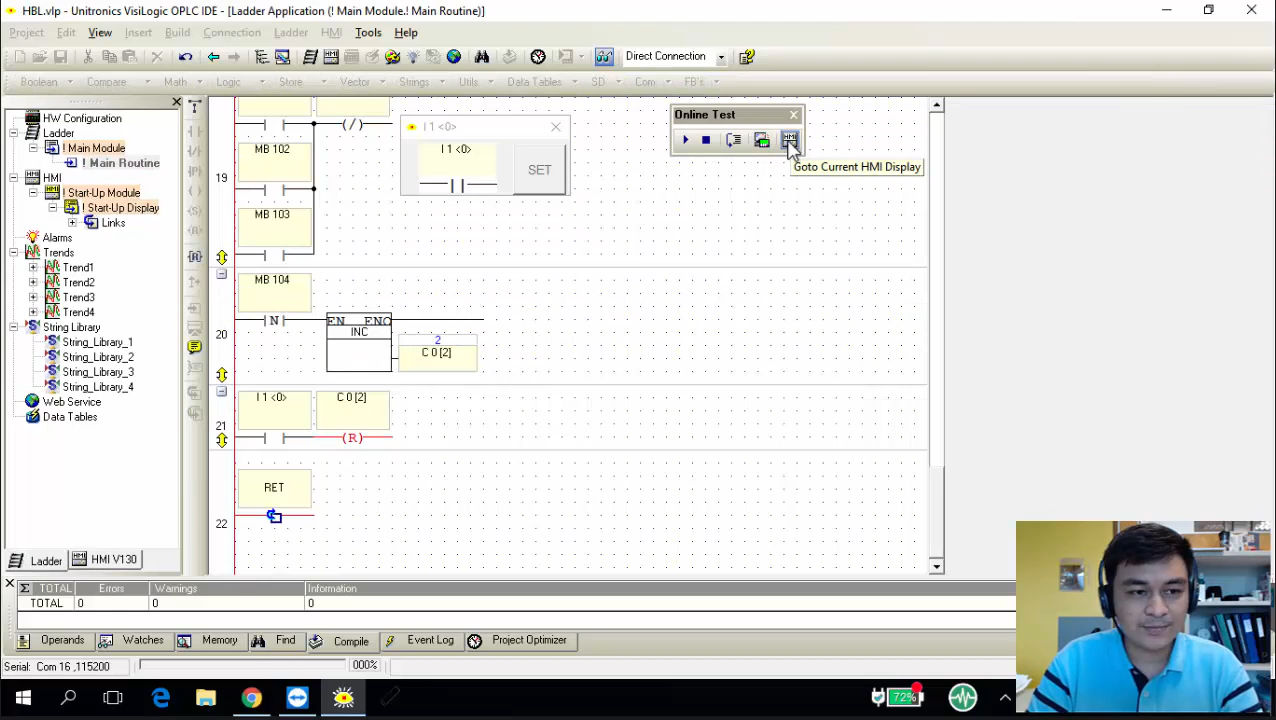 HBL.vlp - Unitronics VisiLogic OPLC IDE - [Ladder Application (! Main Module.! Main Routine)]
Project Edit View Insert Build Connection Ladder HMI Tools Help
Direct Connection
Boolean Compare Math Logic Store Vector Strings Utils Data Tables SD Com FB's
HW Configuration
Ladder
! Main Module
! Main Routine
HMI
! Start-Up Module
! Start-Up Display
Links
Alarms
Trends
Trend1
Trend2
Trend3
Trend4
String Library
String_Library_1
String_Library_2
String_Library_3
String_Library_4
Web Service
Data Tables
Ladder HMI V130
MB 102
19
MB 103
I 1 <0>
I 1 <0>
SET
Online Test
Goto Current HMI Display
MB 104
N
EN ENO
INC
20
2
C 0 [2]
I 1 <0>
C 0 [2]
21
(R)
RET
22
TOTAL Errors Warnings Information
TOTAL 0 0 0
Operands Watches Memory Find Compile Event Log Project Optimizer
Serial: Com 16 ,115200
000%
72%